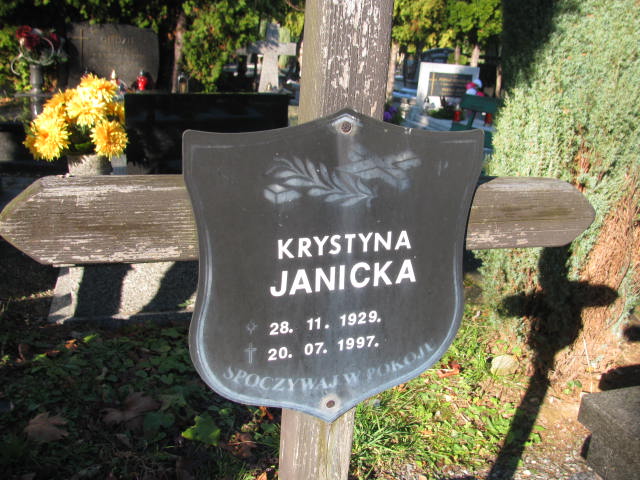 KRYSTYNA
JANICKA
28. 11. 1929.
20. 07. 1997.
SPOCZYWAJ W POKOJU